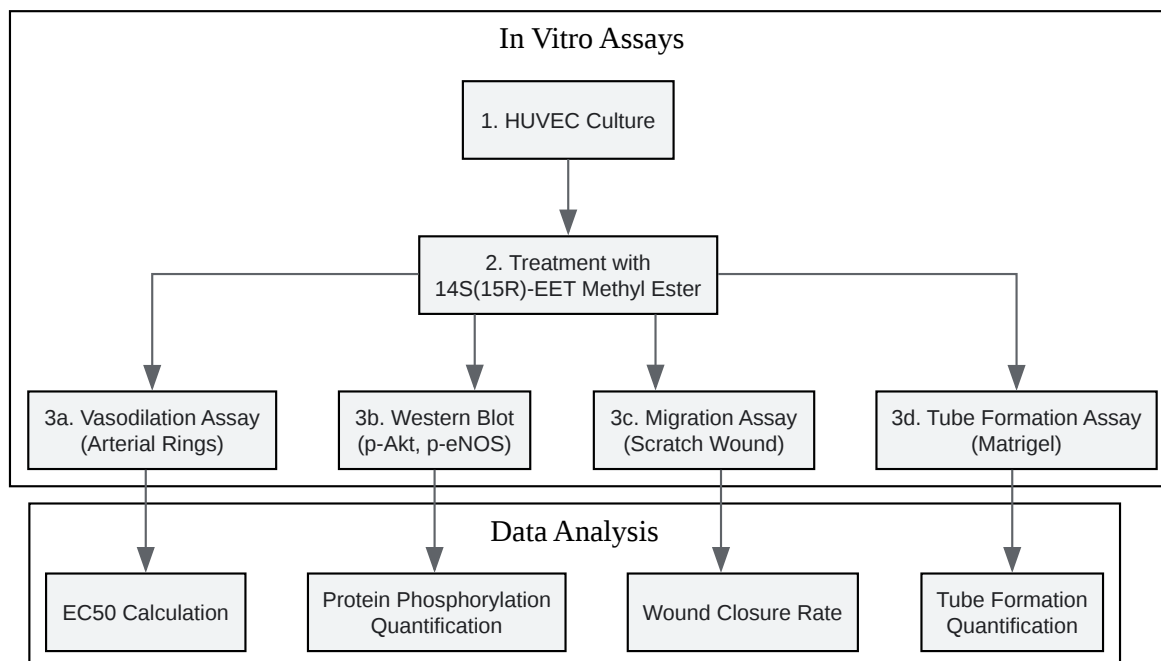 In Vitro Assays
1. HUVEC Culture
2. Treatment with
14S(15R)-EET Methyl Ester
3a. Vasodilation Assay
(Arterial Rings)
3b. Western Blot
(p-Akt, p-eNOS)
3c. Migration Assay
(Scratch Wound)
3d. Tube Formation Assay
(Matrigel)
Data Analysis
EC50 Calculation
Protein Phosphorylation
Quantification
Wound Closure Rate
Tube Formation
Quantification